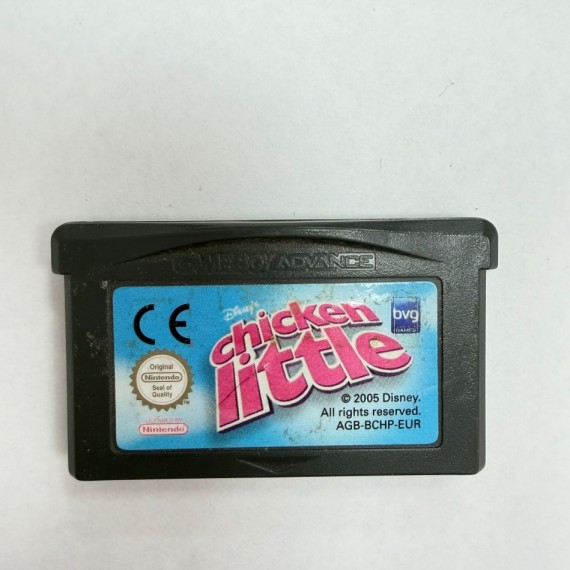 GAME BOY ADVANCE
CE
Disney's
chicken
little
bvg
GAMES
Original
Nintendo
Seal of
Quality
Nintendo
© 2005 Disney.
All rights reserved.
AGB-BCHP-EUR